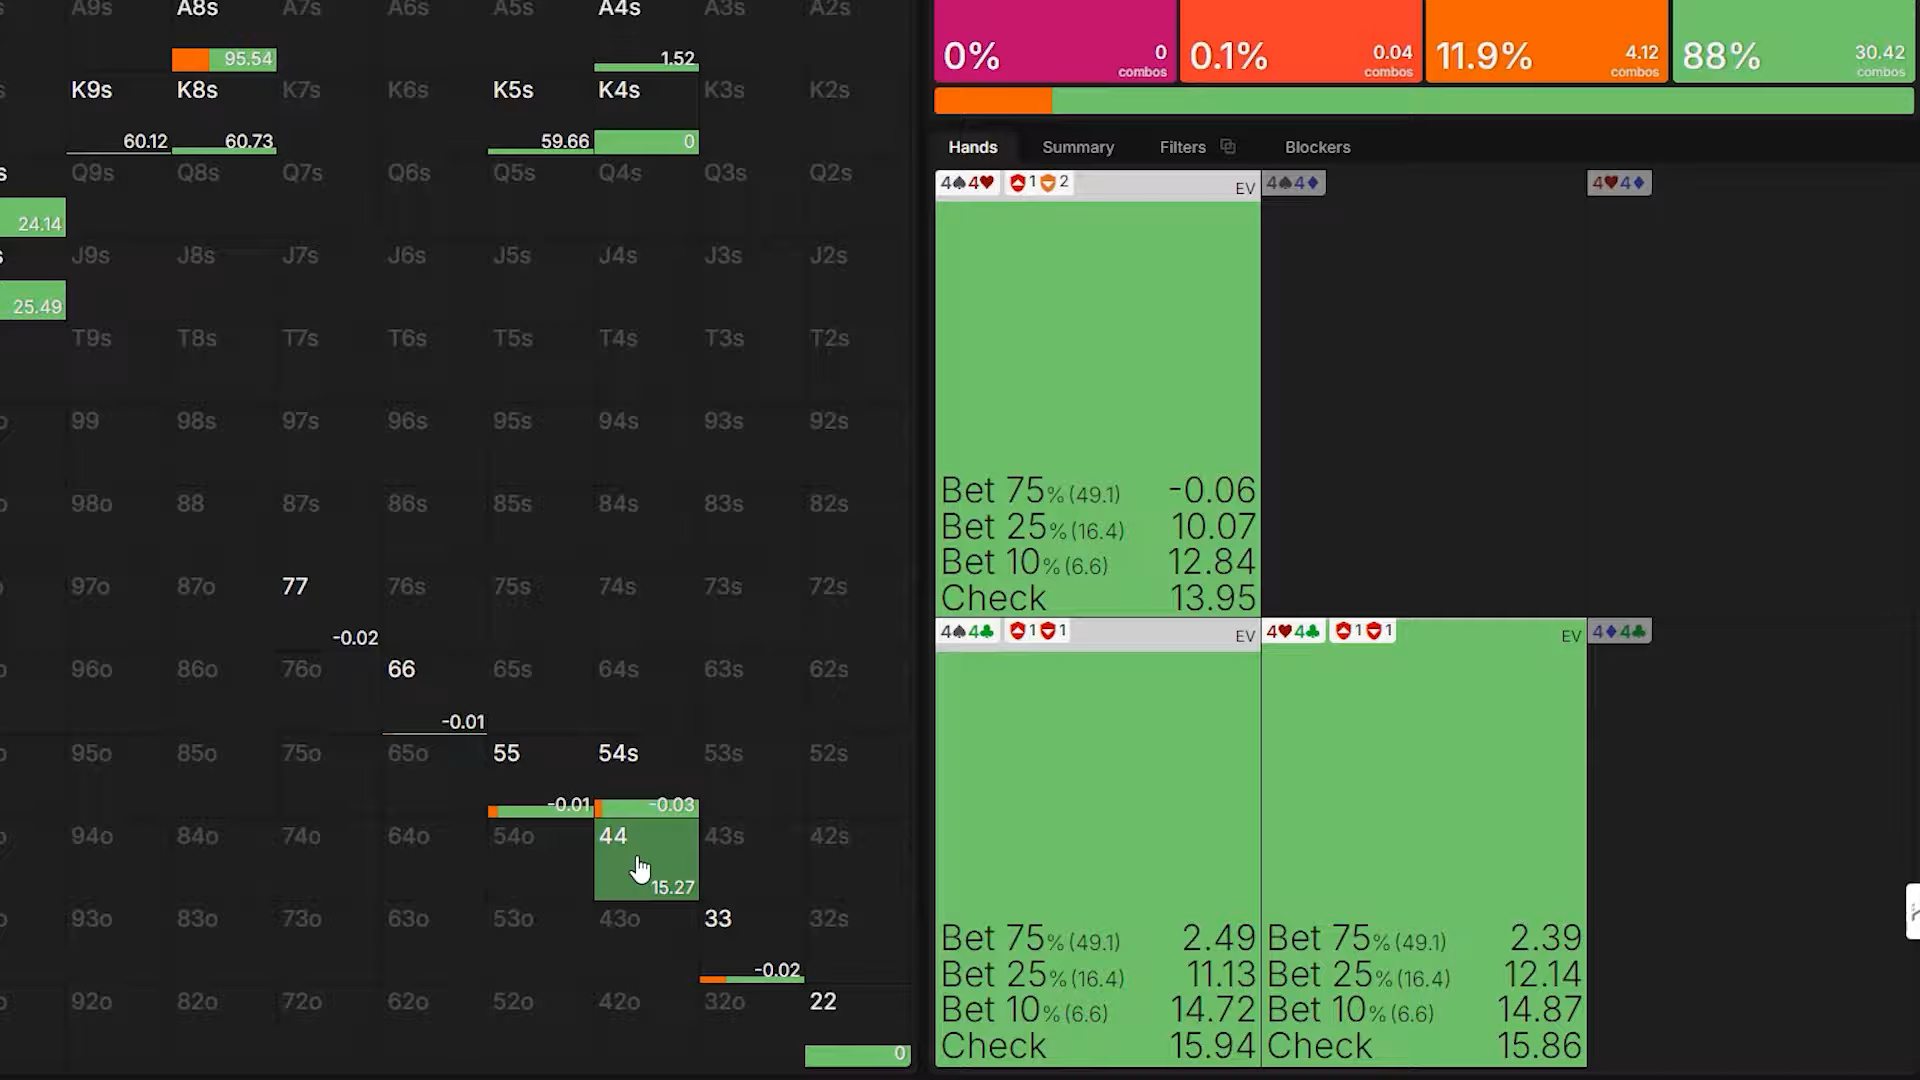 A9s A8s A7s A6s A5s A4s A3s A2s
95.54 1.52
K9s K8s K7s K6s K5s K4s K3s K2s
60.12 60.73 59.66 0
Q9s Q8s Q7s Q6s Q5s Q4s Q3s Q2s
24.14
J9s J8s J7s J6s J5s J4s J3s J2s
25.49
T9s T8s T7s T6s T5s T4s T3s T2s
99 98s 97s 96s 95s 94s 93s 92s
98o 88 87s 86s 85s 84s 83s 82s
97o 87o 77 76s 75s 74s 73s 72s
-0.02
96o 86o 76o 66 65s 64s 63s 62s
-0.01
95o 85o 75o 65o 55 54s 53s 52s
-0.01 -0.03
94o 84o 74o 64o 54o 44 43s 42s
15.27
93o 83o 73o 63o 53o 43o 33 32s
-0.02
92o 82o 72o 62o 52o 42o 32o 22
0
0% 0 combos
0.1% 0.04 combos
11.9% 4.12 combos
88% 30.42 combos
Hands Summary Filters Blockers
4♠4♥ 1 2 EV
Bet 75% (49.1) -0.06
Bet 25% (16.4) 10.07
Bet 10% (6.6) 12.84
Check 13.95
4♠4♦
4♥4♦
4♠4♣ 1 1 EV
Bet 75% (49.1) 2.49
Bet 25% (16.4) 11.13
Bet 10% (6.6) 14.72
Check 15.94
4♥4♣ 1 1 EV
Bet 75% (49.1) 2.39
Bet 25% (16.4) 12.14
Bet 10% (6.6) 14.87
Check 15.86
4♦4♣